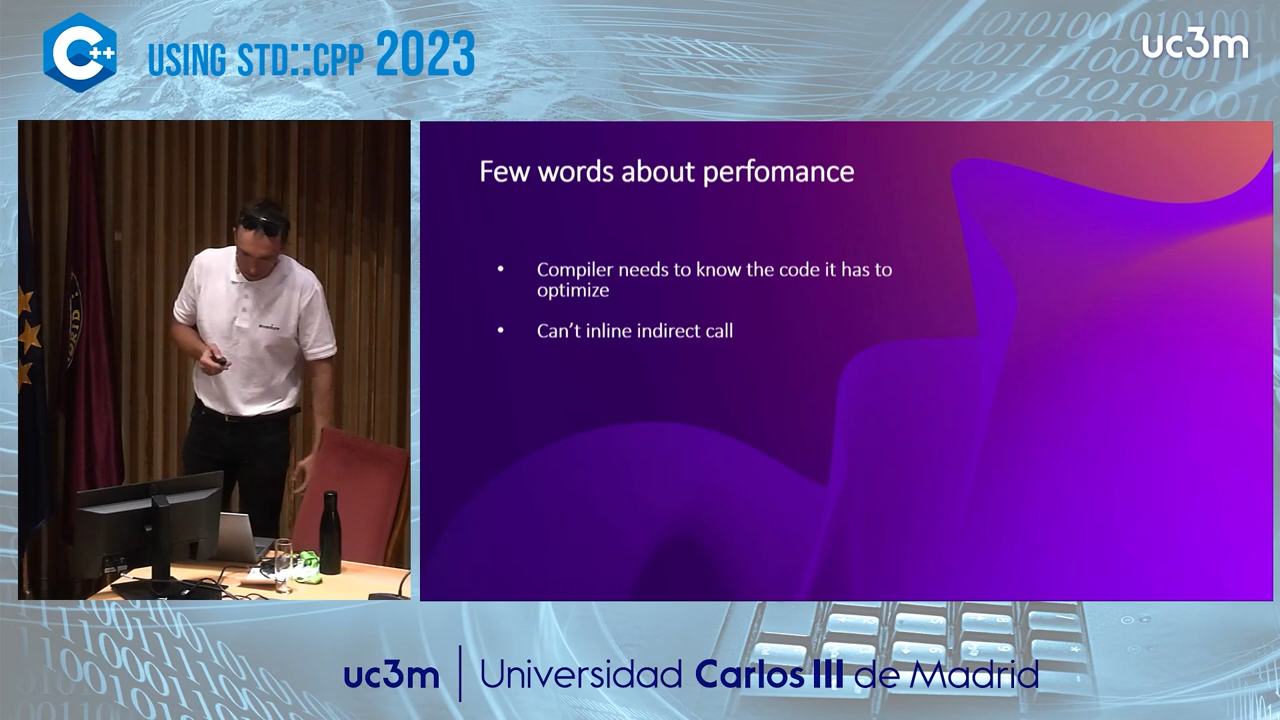 C++ USING STD::CPP 2023
uc3m
Few words about perfomance
• Compiler needs to know the code it has to
optimize
• Can't inline indirect call
uc3m | Universidad Carlos III de Madrid